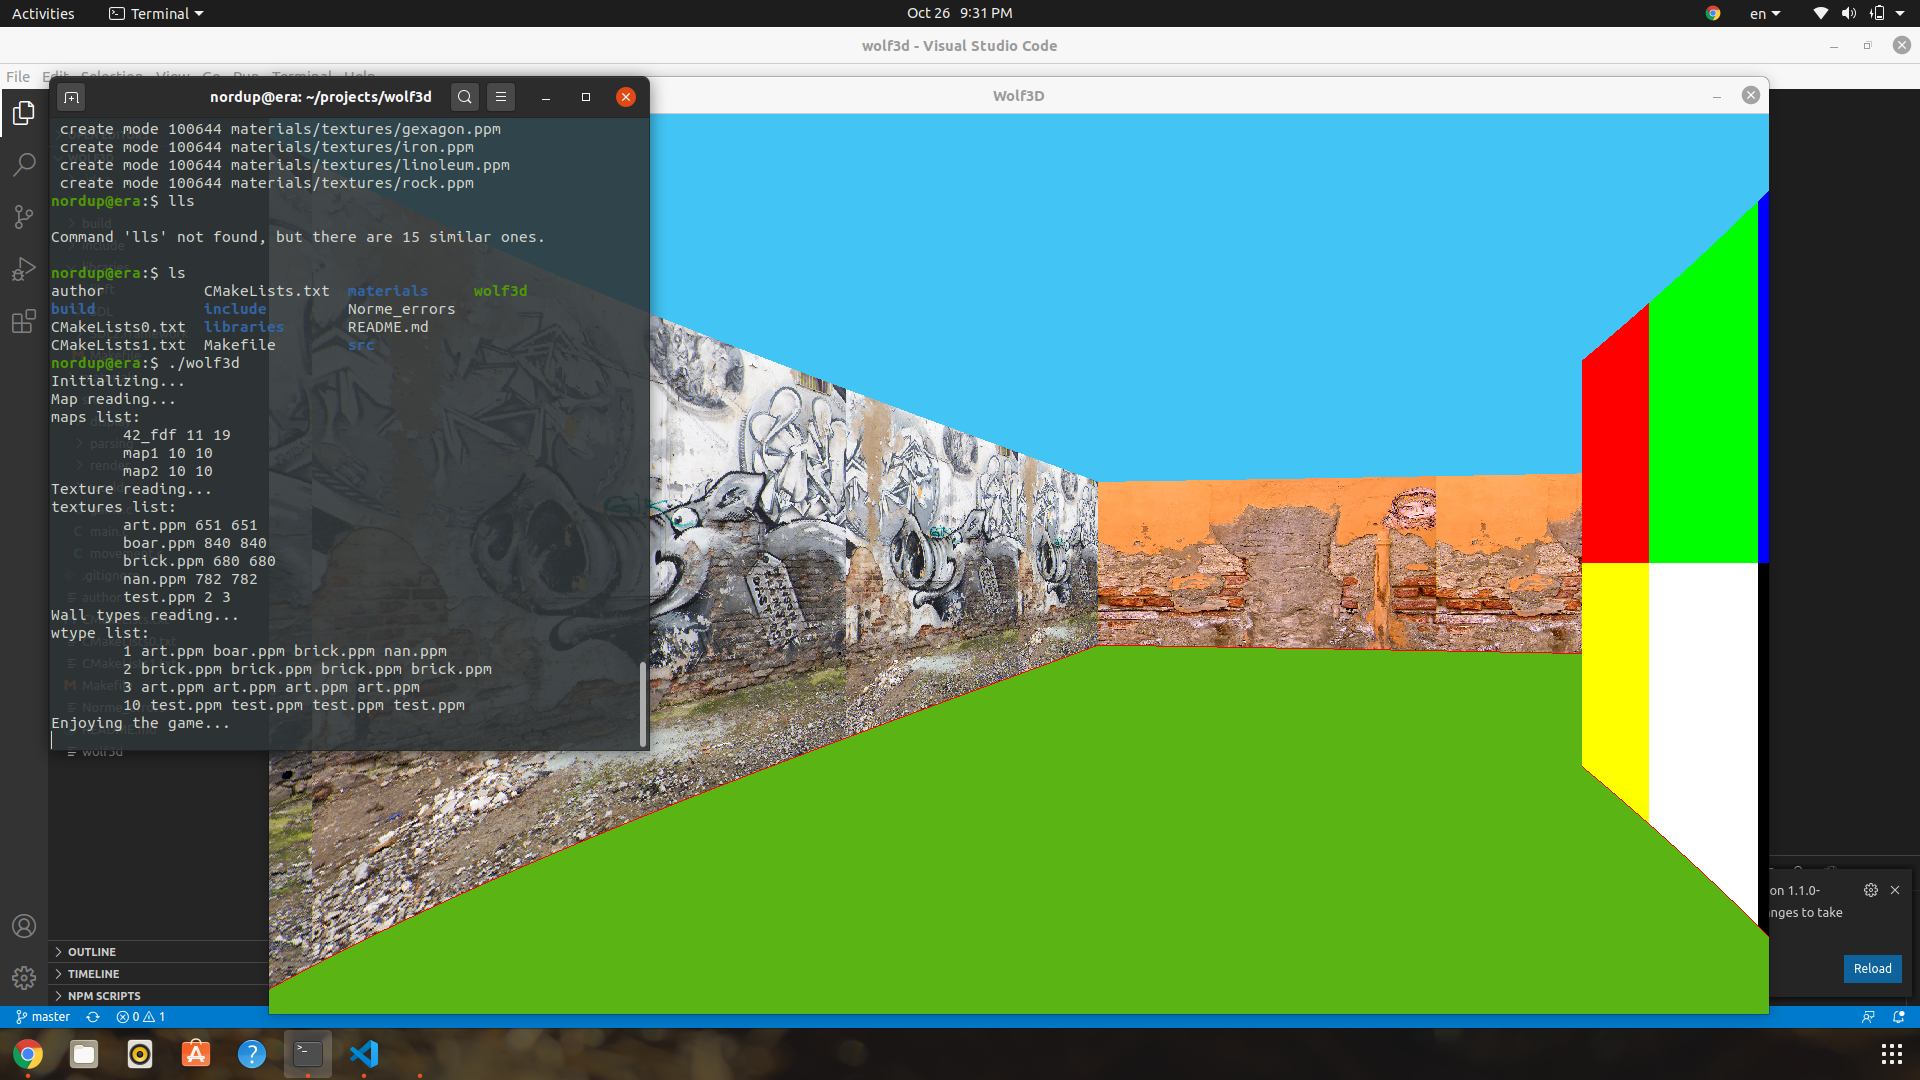 Activities
Terminal
Oct 26 9:31 PM
en
wolf3d - Visual Studio Code
File Edit Selection View Go Run Terminal Help
nordup@era: ~/projects/wolf3d
Wolf3D
create mode 100644 materials/textures/gexagon.ppm
create mode 100644 materials/textures/iron.ppm
create mode 100644 materials/textures/linoleum.ppm
create mode 100644 materials/textures/rock.ppm
nordup@era:$ lls
Command 'lls' not found, but there are 15 similar ones.
nordup@era:$ ls
author CMakeLists.txt materials wolf3d
build include Norme_errors
CMakeLists0.txt libraries README.md
CMakeLists1.txt Makefile src
nordup@era:$ ./wolf3d
Initializing...
Map reading...
maps list:
42_fdf 11 19
map1 10 10
map2 10 10
Texture reading...
textures list:
art.ppm 651 651
boar.ppm 840 840
brick.ppm 680 680
nan.ppm 782 782
test.ppm 2 3
Wall types reading...
wtype list:
1 art.ppm boar.ppm brick.ppm nan.ppm
2 brick.ppm brick.ppm brick.ppm brick.ppm
3 art.ppm art.ppm art.ppm art.ppm
10 test.ppm test.ppm test.ppm test.ppm
Enjoying the game...
wolf3d
on 1.1.0-
nges to take
Reload
OUTLINE
TIMELINE
NPM SCRIPTS
master
0
1